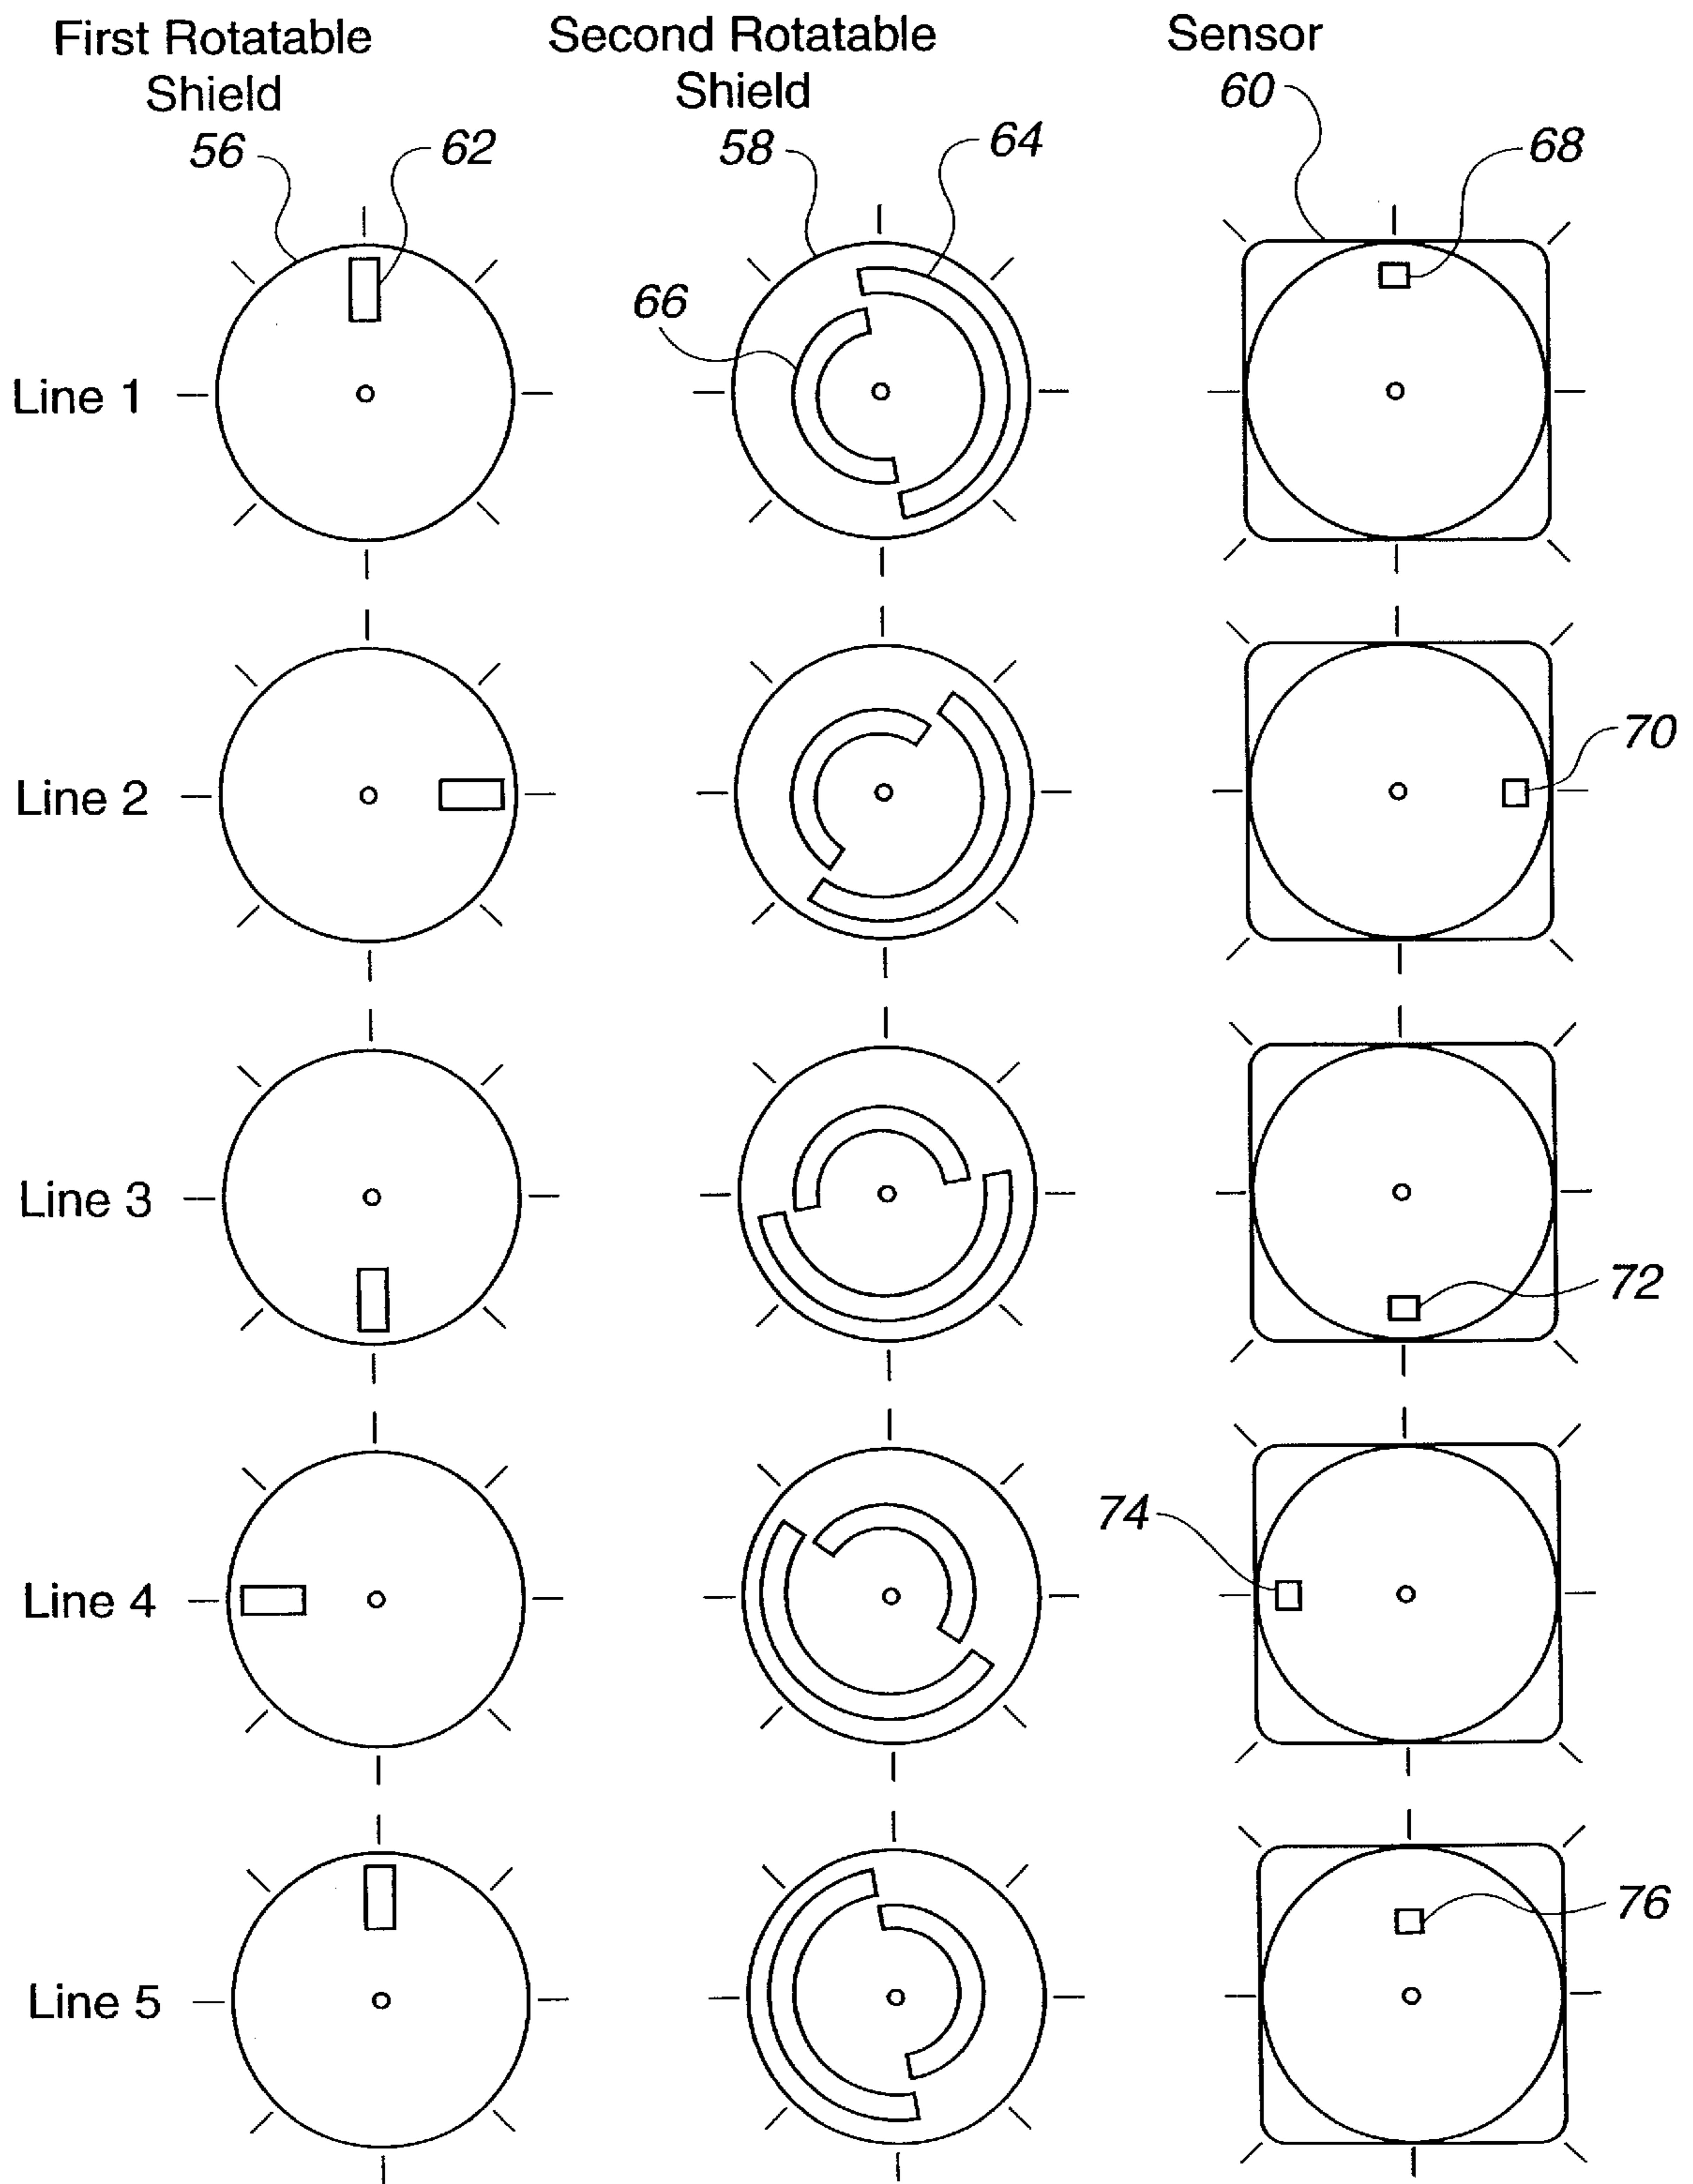 First Rotatable
Shield
56
62
Second Rotatable
Shield
58
64
66
Sensor
60
68
Line 1
Line 2
70
Line 3
72
Line 4
74
Line 5
76